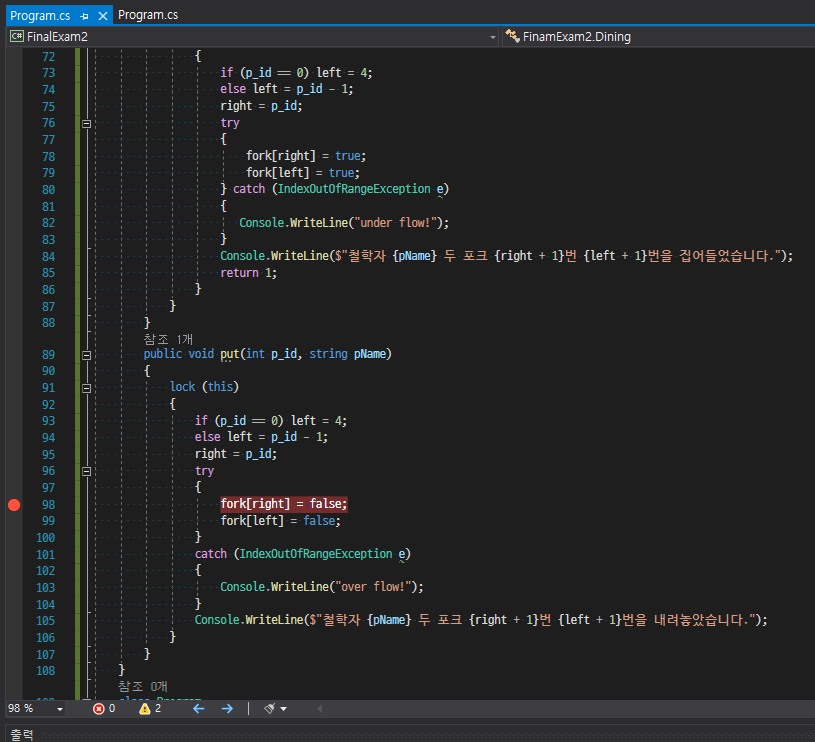 Program.cs Program.cs
FinalExam2 FinamExam2.Dining
72 {
73 if (p_id == 0) left = 4;
74 else left = p_id - 1;
75 right = p_id;
76 try
77 {
78 fork[right] = true;
79 fork[left] = true;
80 } catch (IndexOutOfRangeException e)
81 {
82 Console.WriteLine("under flow!");
83 }
84 Console.WriteLine($"철학자 {pName} 두 포크 {right + 1}번 {left + 1}번을 집어들었습니다.");
85 return 1;
86 }
87 }
88 }
참조 1개
89 public void put(int p_id, string pName)
90 {
91 lock (this)
92 {
93 if (p_id == 0) left = 4;
94 else left = p_id - 1;
95 right = p_id;
96 try
97 {
98 fork[right] = false;
99 fork[left] = false;
100 }
101 catch (IndexOutOfRangeException e)
102 {
103 Console.WriteLine("over flow!");
104 }
105 Console.WriteLine($"철학자 {pName} 두 포크 {right + 1}번 {left + 1}번을 내려놓았습니다.");
106 }
107 }
108 }
참조 0개
98 % 0 2
출력